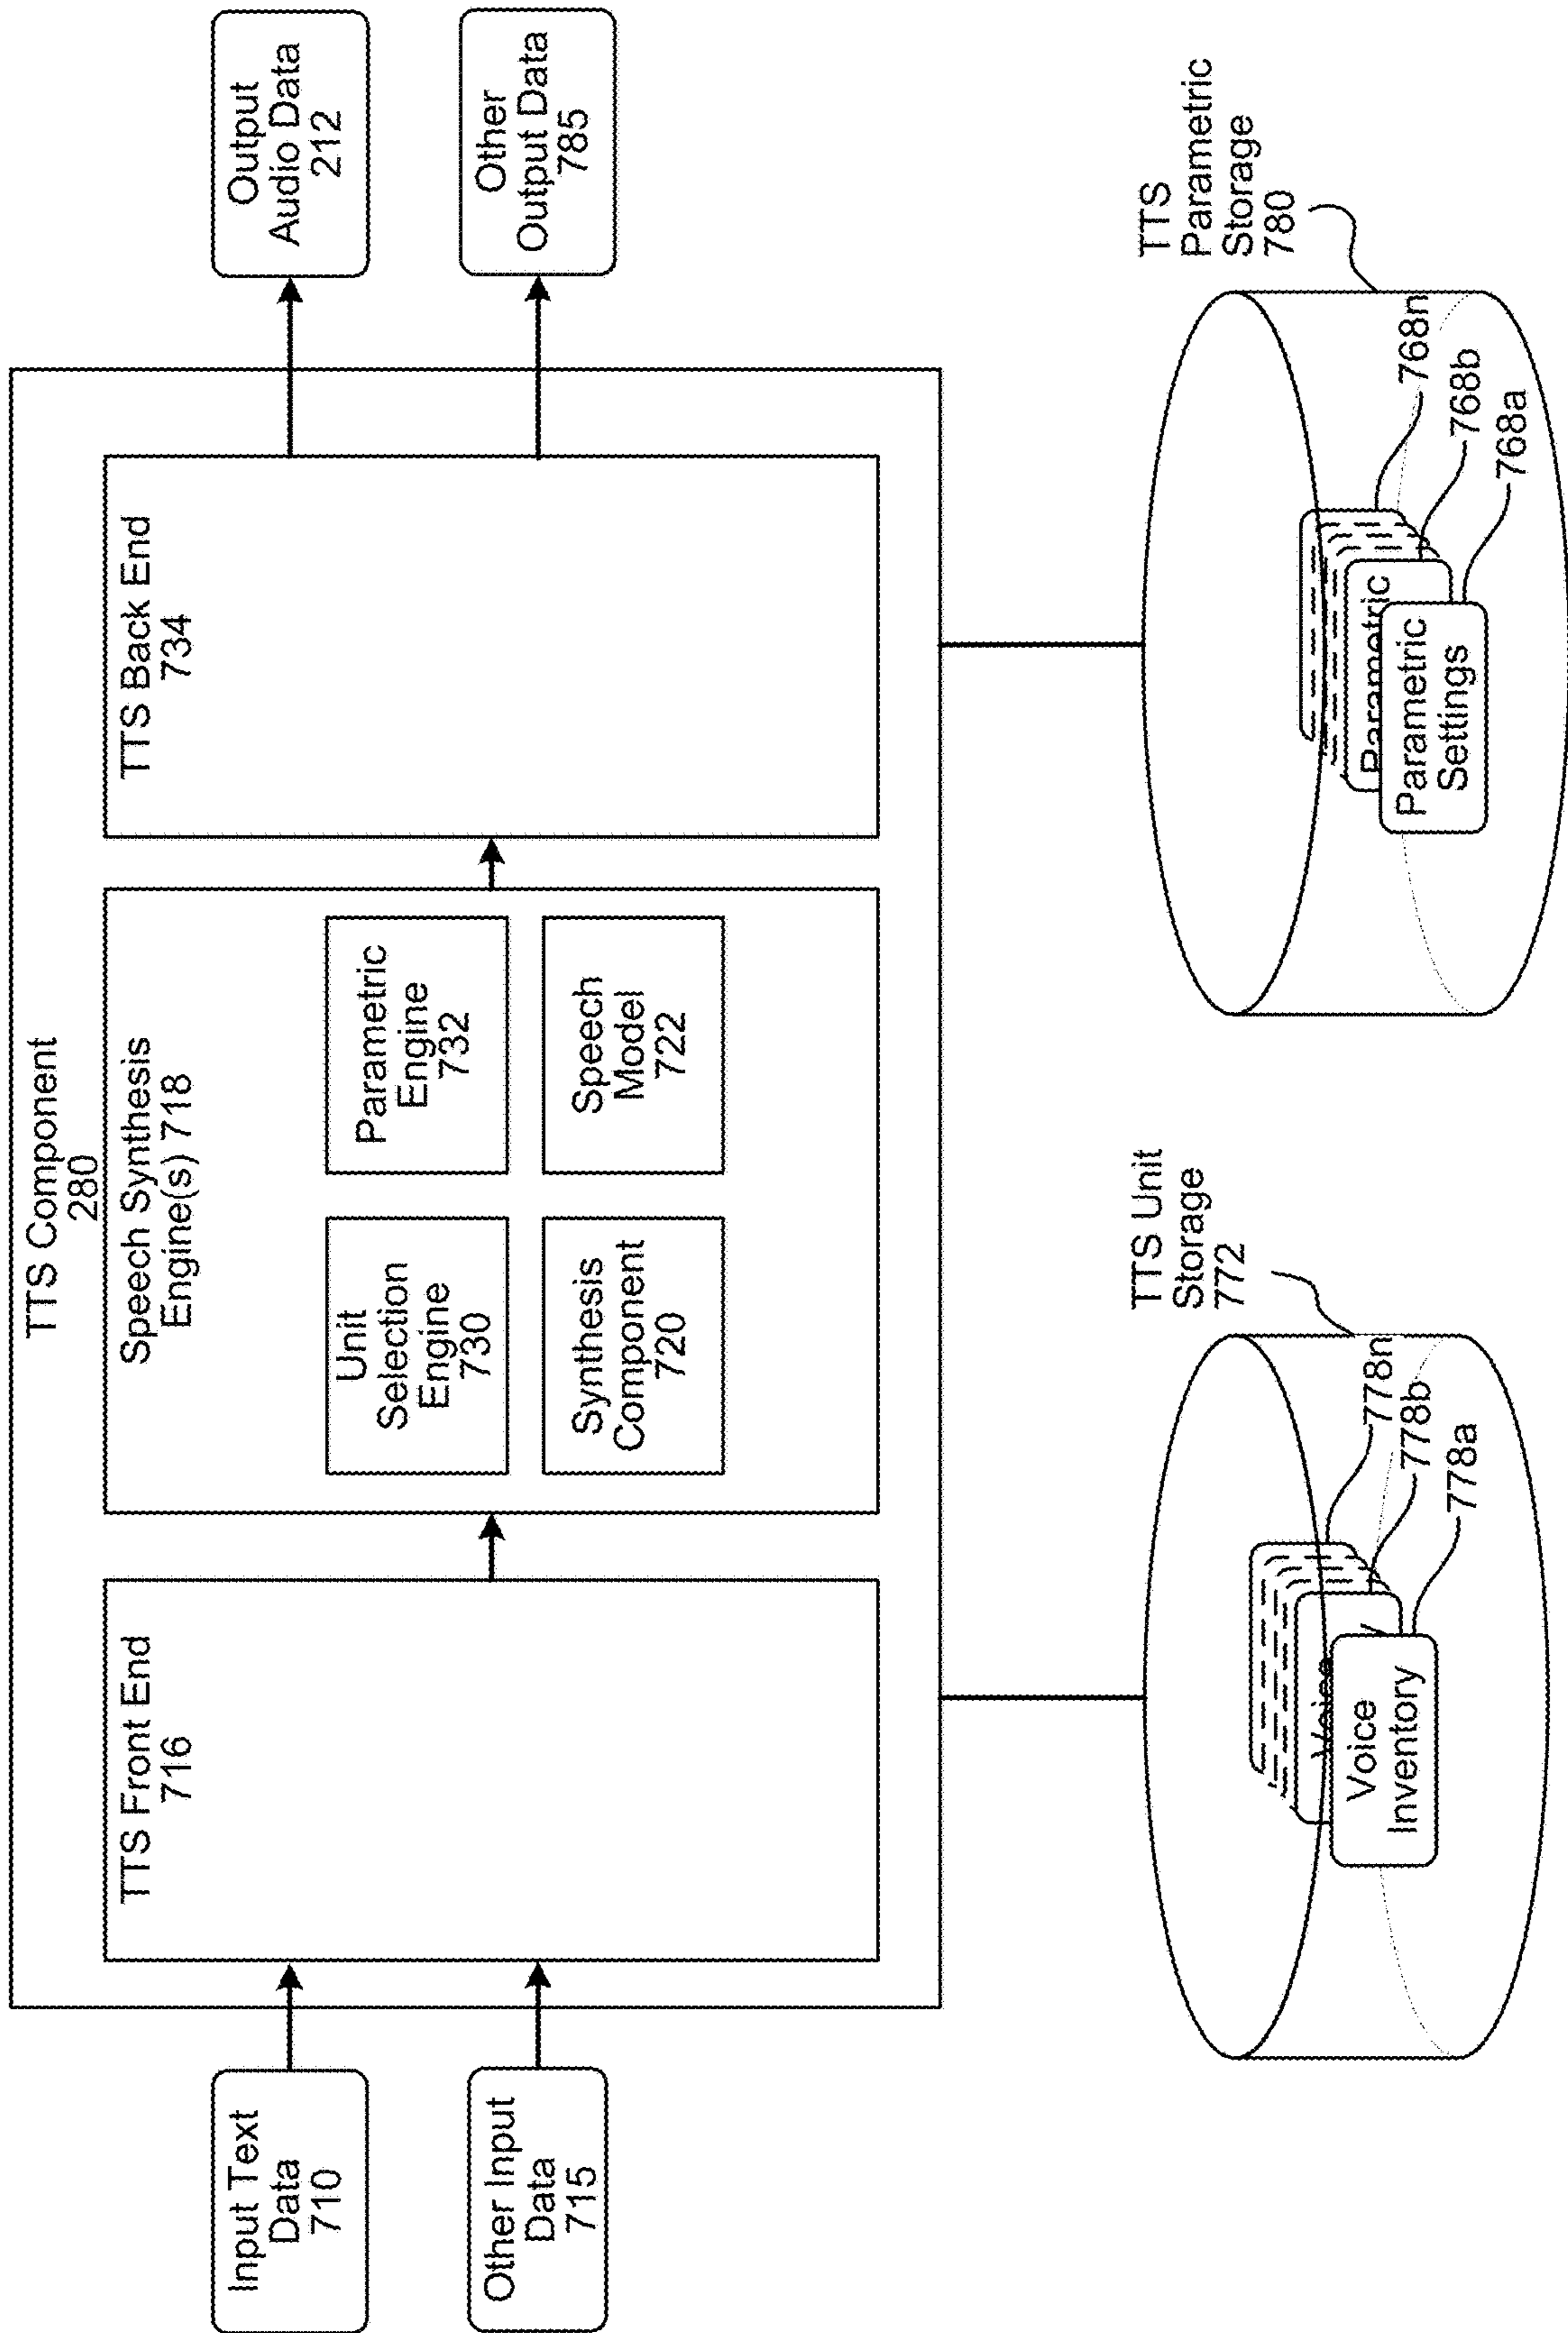 TTS Component
280
Input Text
Data
710
Other Input
Data
715
TTS Front End
716
Speech Synthesis
Engine(s) 718
Unit
Selection
Engine
730
Parametric
Engine
732
Synthesis
Component
720
Speech
Model
722
TTS Back End
734
Output
Audio Data
212
Other
Output Data
785
TTS Unit
Storage
772
778n
778b
778a
Voice
Voice
Inventory
TTS
Parametric
Storage
780
768n
768b
768a
Parametric
Parametric
Settings